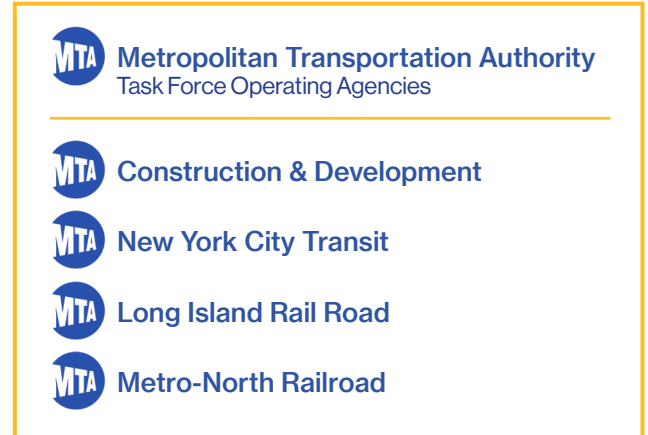 MTA Metropolitan Transportation Authority
Task Force Operating Agencies
MTA Construction & Development
MTA New York City Transit
MTA Long Island Rail Road
MTA Metro-North Railroad